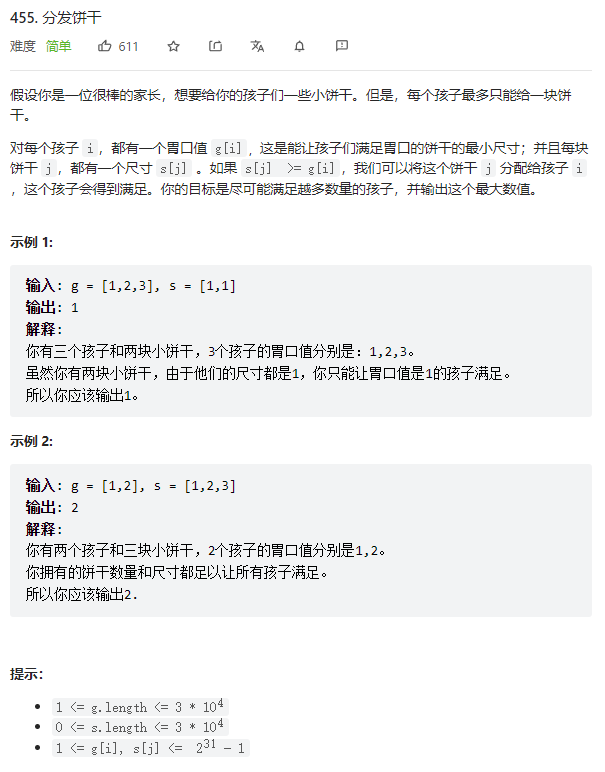 455. 分发饼干
难度 简单 611
假设你是一位很棒的家长，想要给你的孩子们一些小饼干。但是，每个孩子最多只能给一块饼
干。
对每个孩子 i，都有一个胃口值 g[i]，这是能让孩子们满足胃口的饼干的最小尺寸；并且每块
饼干 j，都有一个尺寸 s[j] 。如果 s[j] >= g[i]，我们可以将这个饼干 j 分配给孩子 i
，这个孩子会得到满足。你的目标是尽可能满足越多数量的孩子，并输出这个最大数值。
示例 1:
输入: g = [1,2,3], s = [1,1]
输出: 1
解释:
你有三个孩子和两块小饼干，3个孩子的胃口值分别是：1,2,3。
虽然你有两块小饼干，由于他们的尺寸都是1，你只能让胃口值是1的孩子满足。
所以你应该输出1。
示例 2:
输入: g = [1,2], s = [1,2,3]
输出: 2
解释:
你有两个孩子和三块小饼干，2个孩子的胃口值分别是1,2。
你拥有的饼干数量和尺寸都足以让所有孩子满足。
所以你应该输出2.
提示：
• 1 <= g.length <= 3 * 10⁴
• 0 <= s.length <= 3 * 10⁴
• 1 <= g[i], s[j] <= 2³¹ - 1